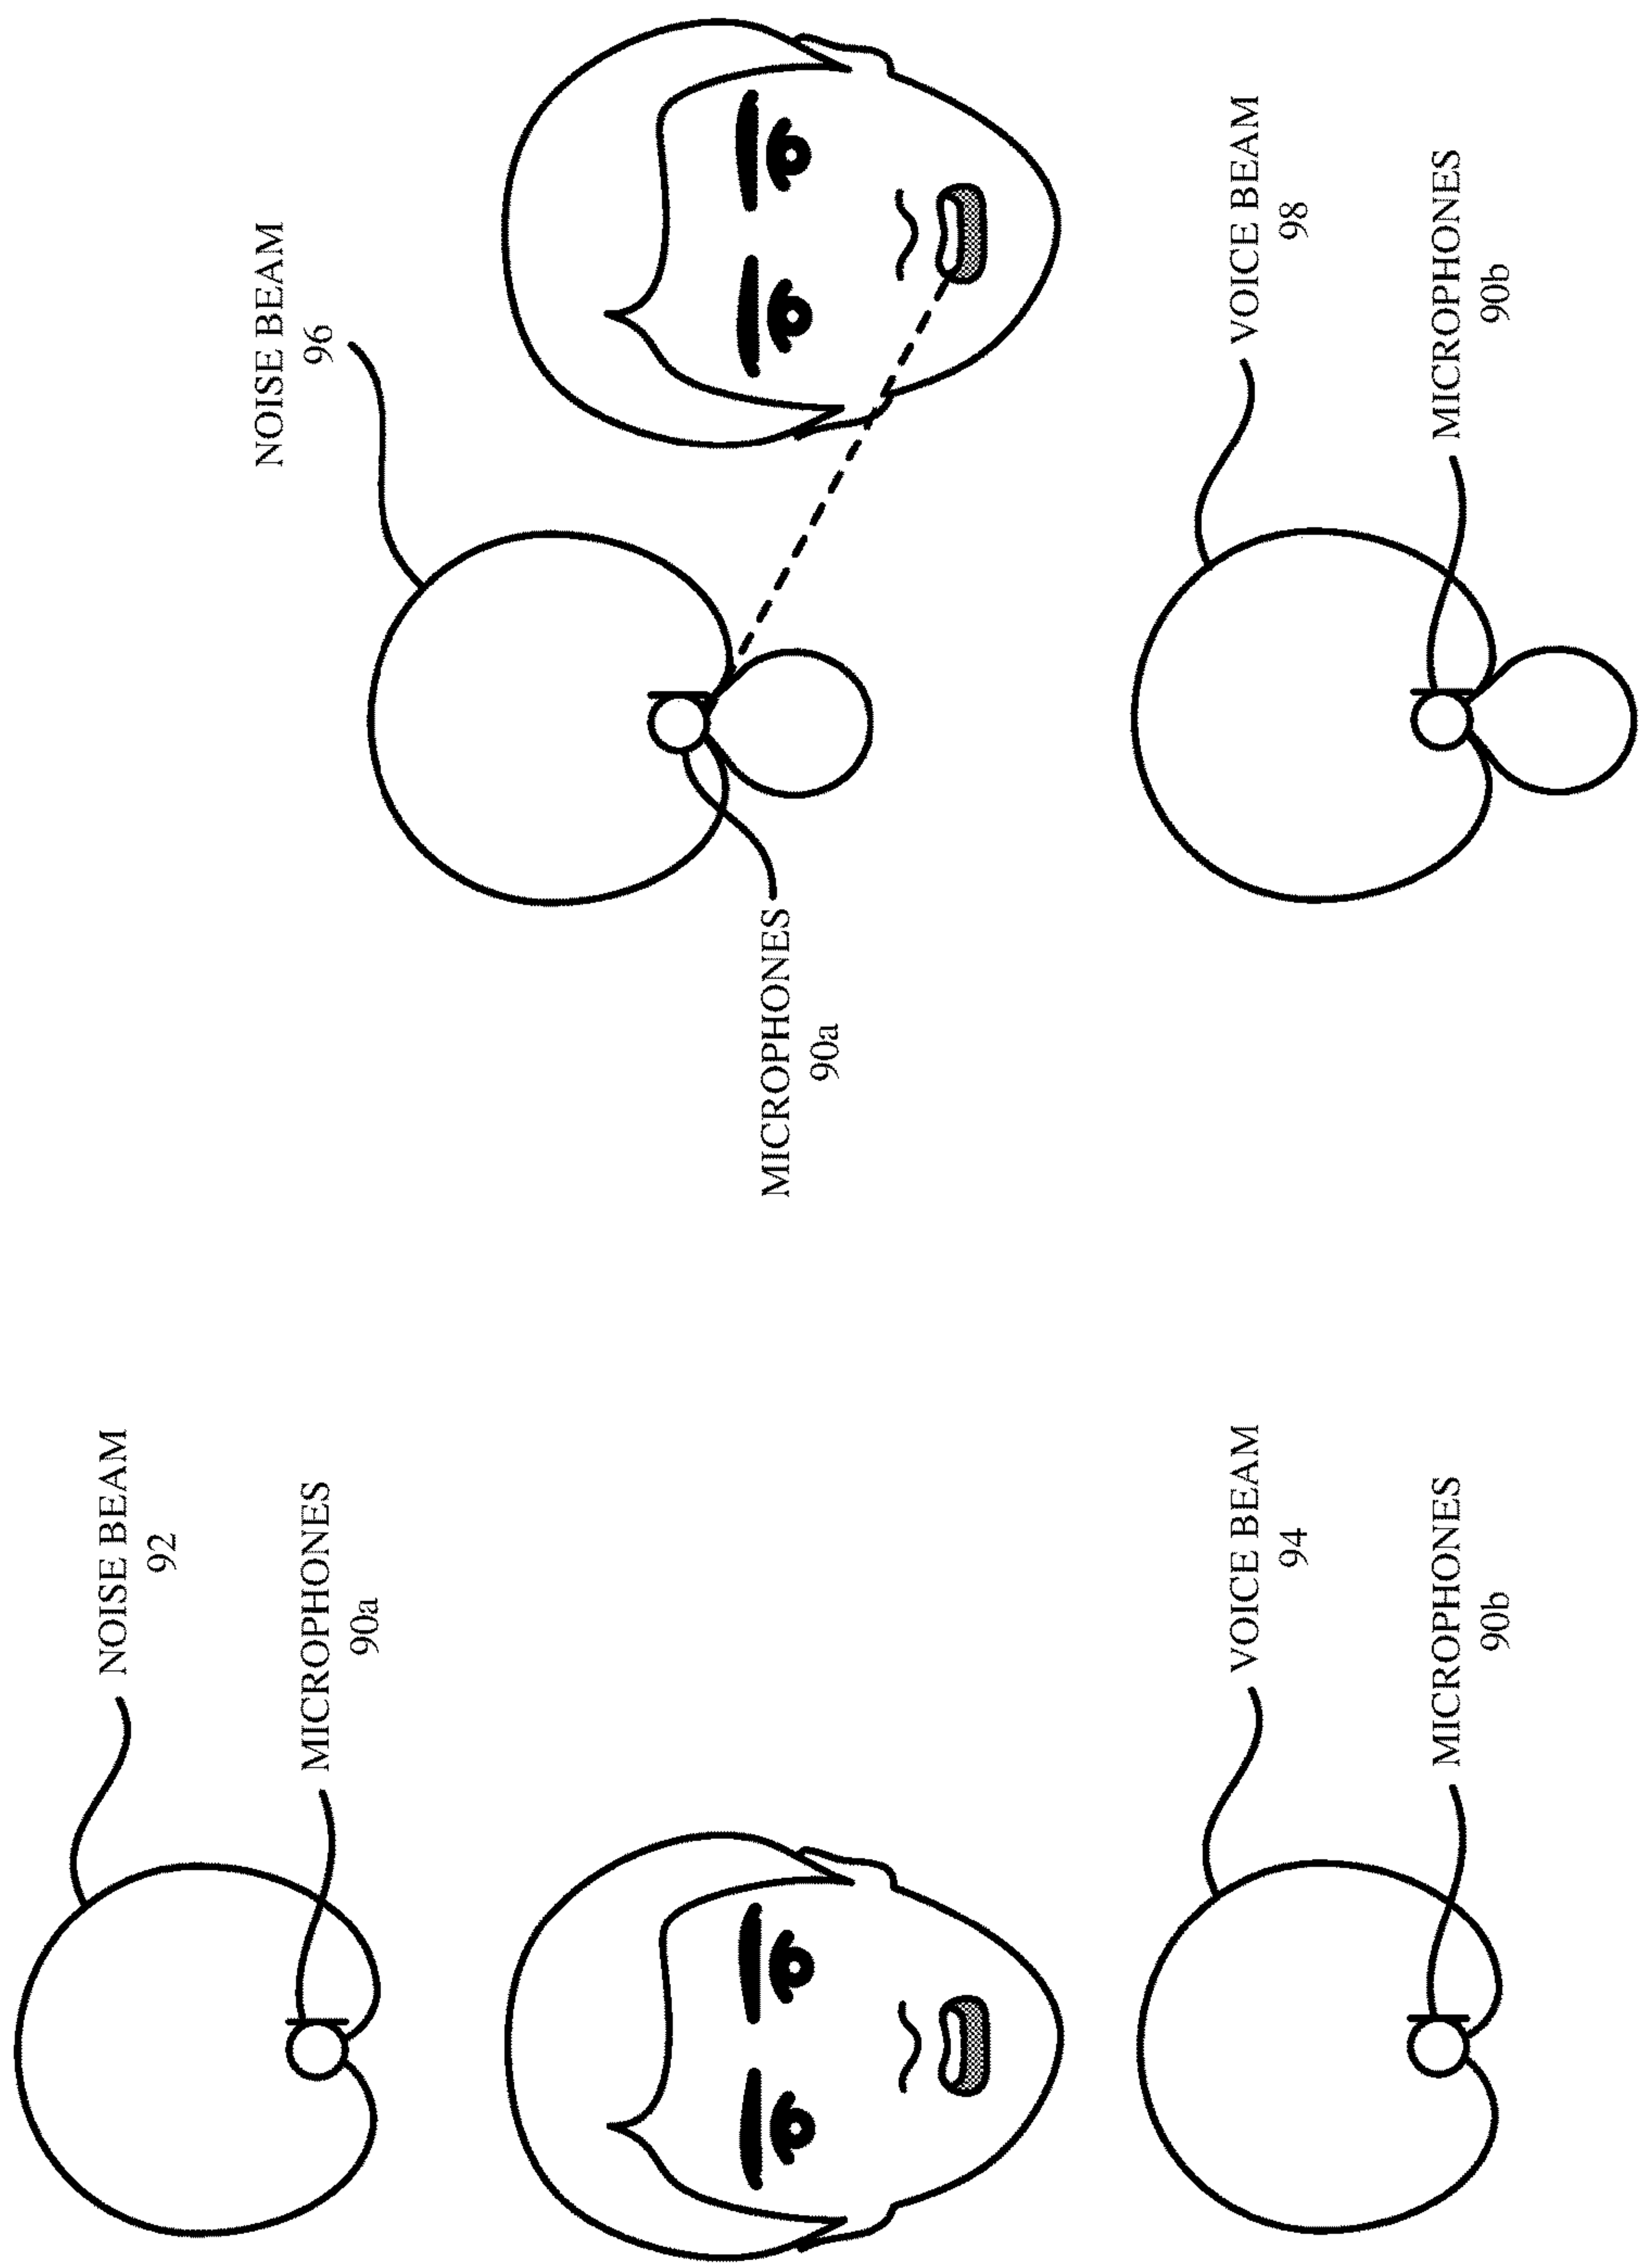 NOISE BEAM
92
NOISE BEAM
96
MICROPHONES
90a
MICROPHONES
90a
VOICE BEAM
94
VOICE BEAM
98
MICROPHONES
90b
MICROPHONES
90b